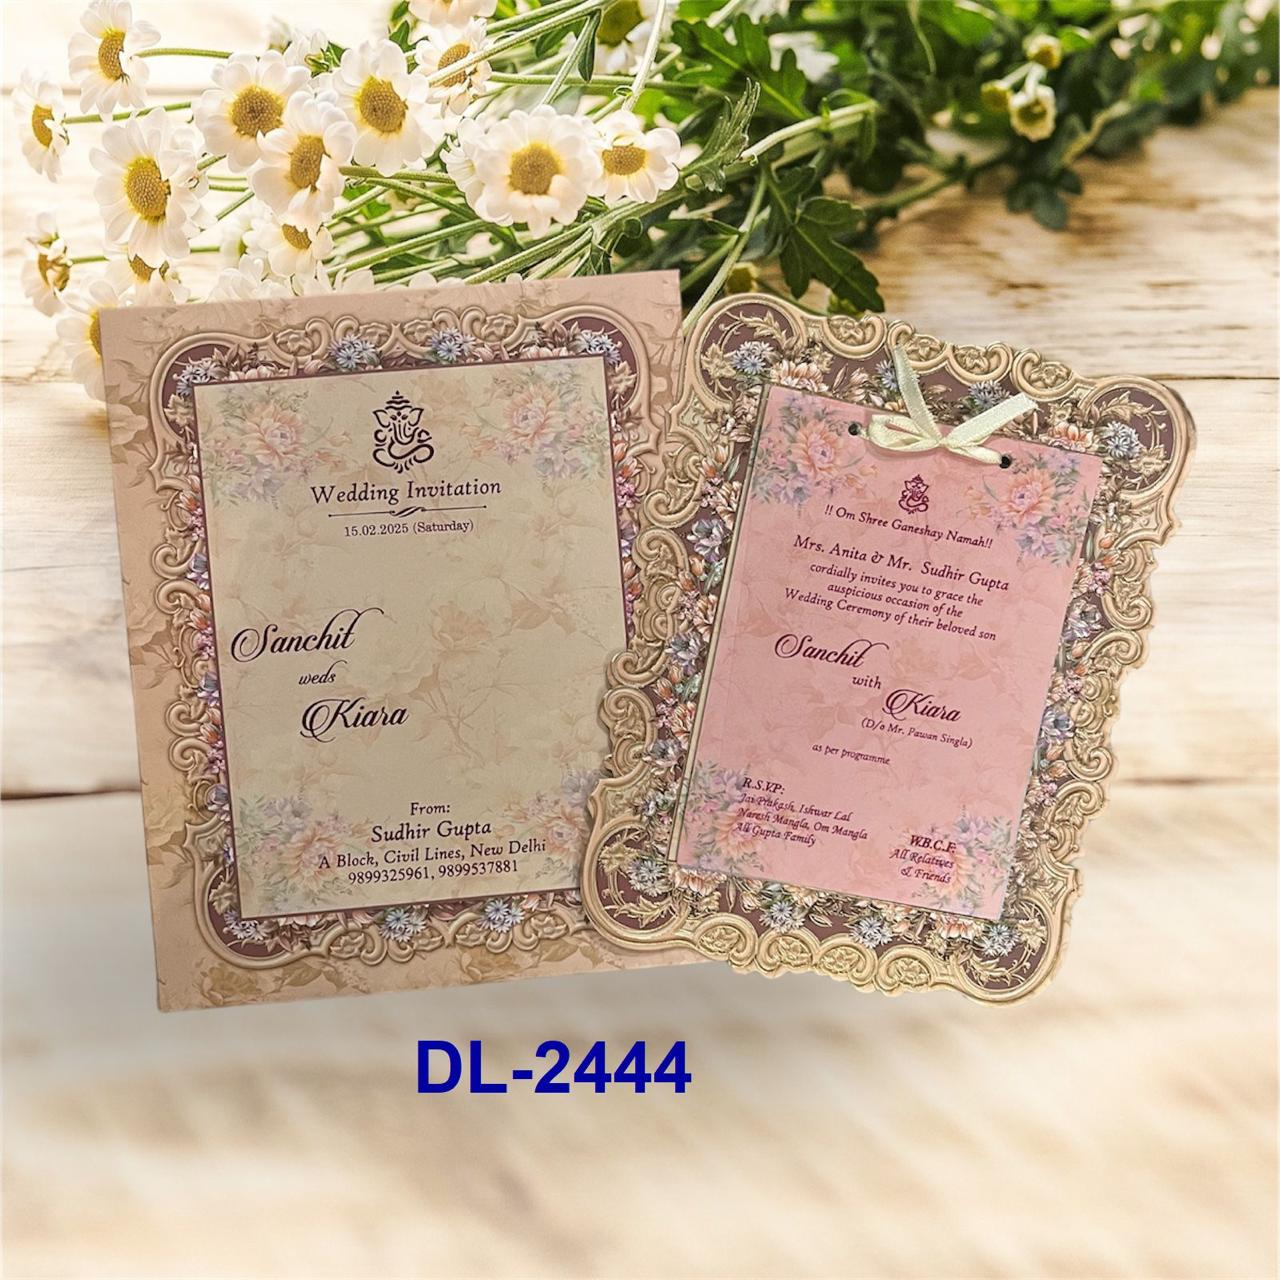 Wedding Invitation
15.02.2025 (Saturday)
Sanchit
weds
Kiara
From:
Sudhir Gupta
A Block, Civil Lines, New Delhi
9899325961, 9899537881
!! Om Shree Ganeshay Namah!!
Mrs. Anita & Mr. Sudhir Gupta
cordially invites you to grace the
auspicious occasion of the
Wedding Ceremony of their beloved son
Sanchit
with
Kiara
(D/o Mr. Pawan Singla)
as per programme
R.S.V.P:
Jai Prakash, Ishwar Lal
Naresh Mangla, Om Mangla
All Gupta Family
W.B.C.F:
All Relatives
& Friends
DL-2444